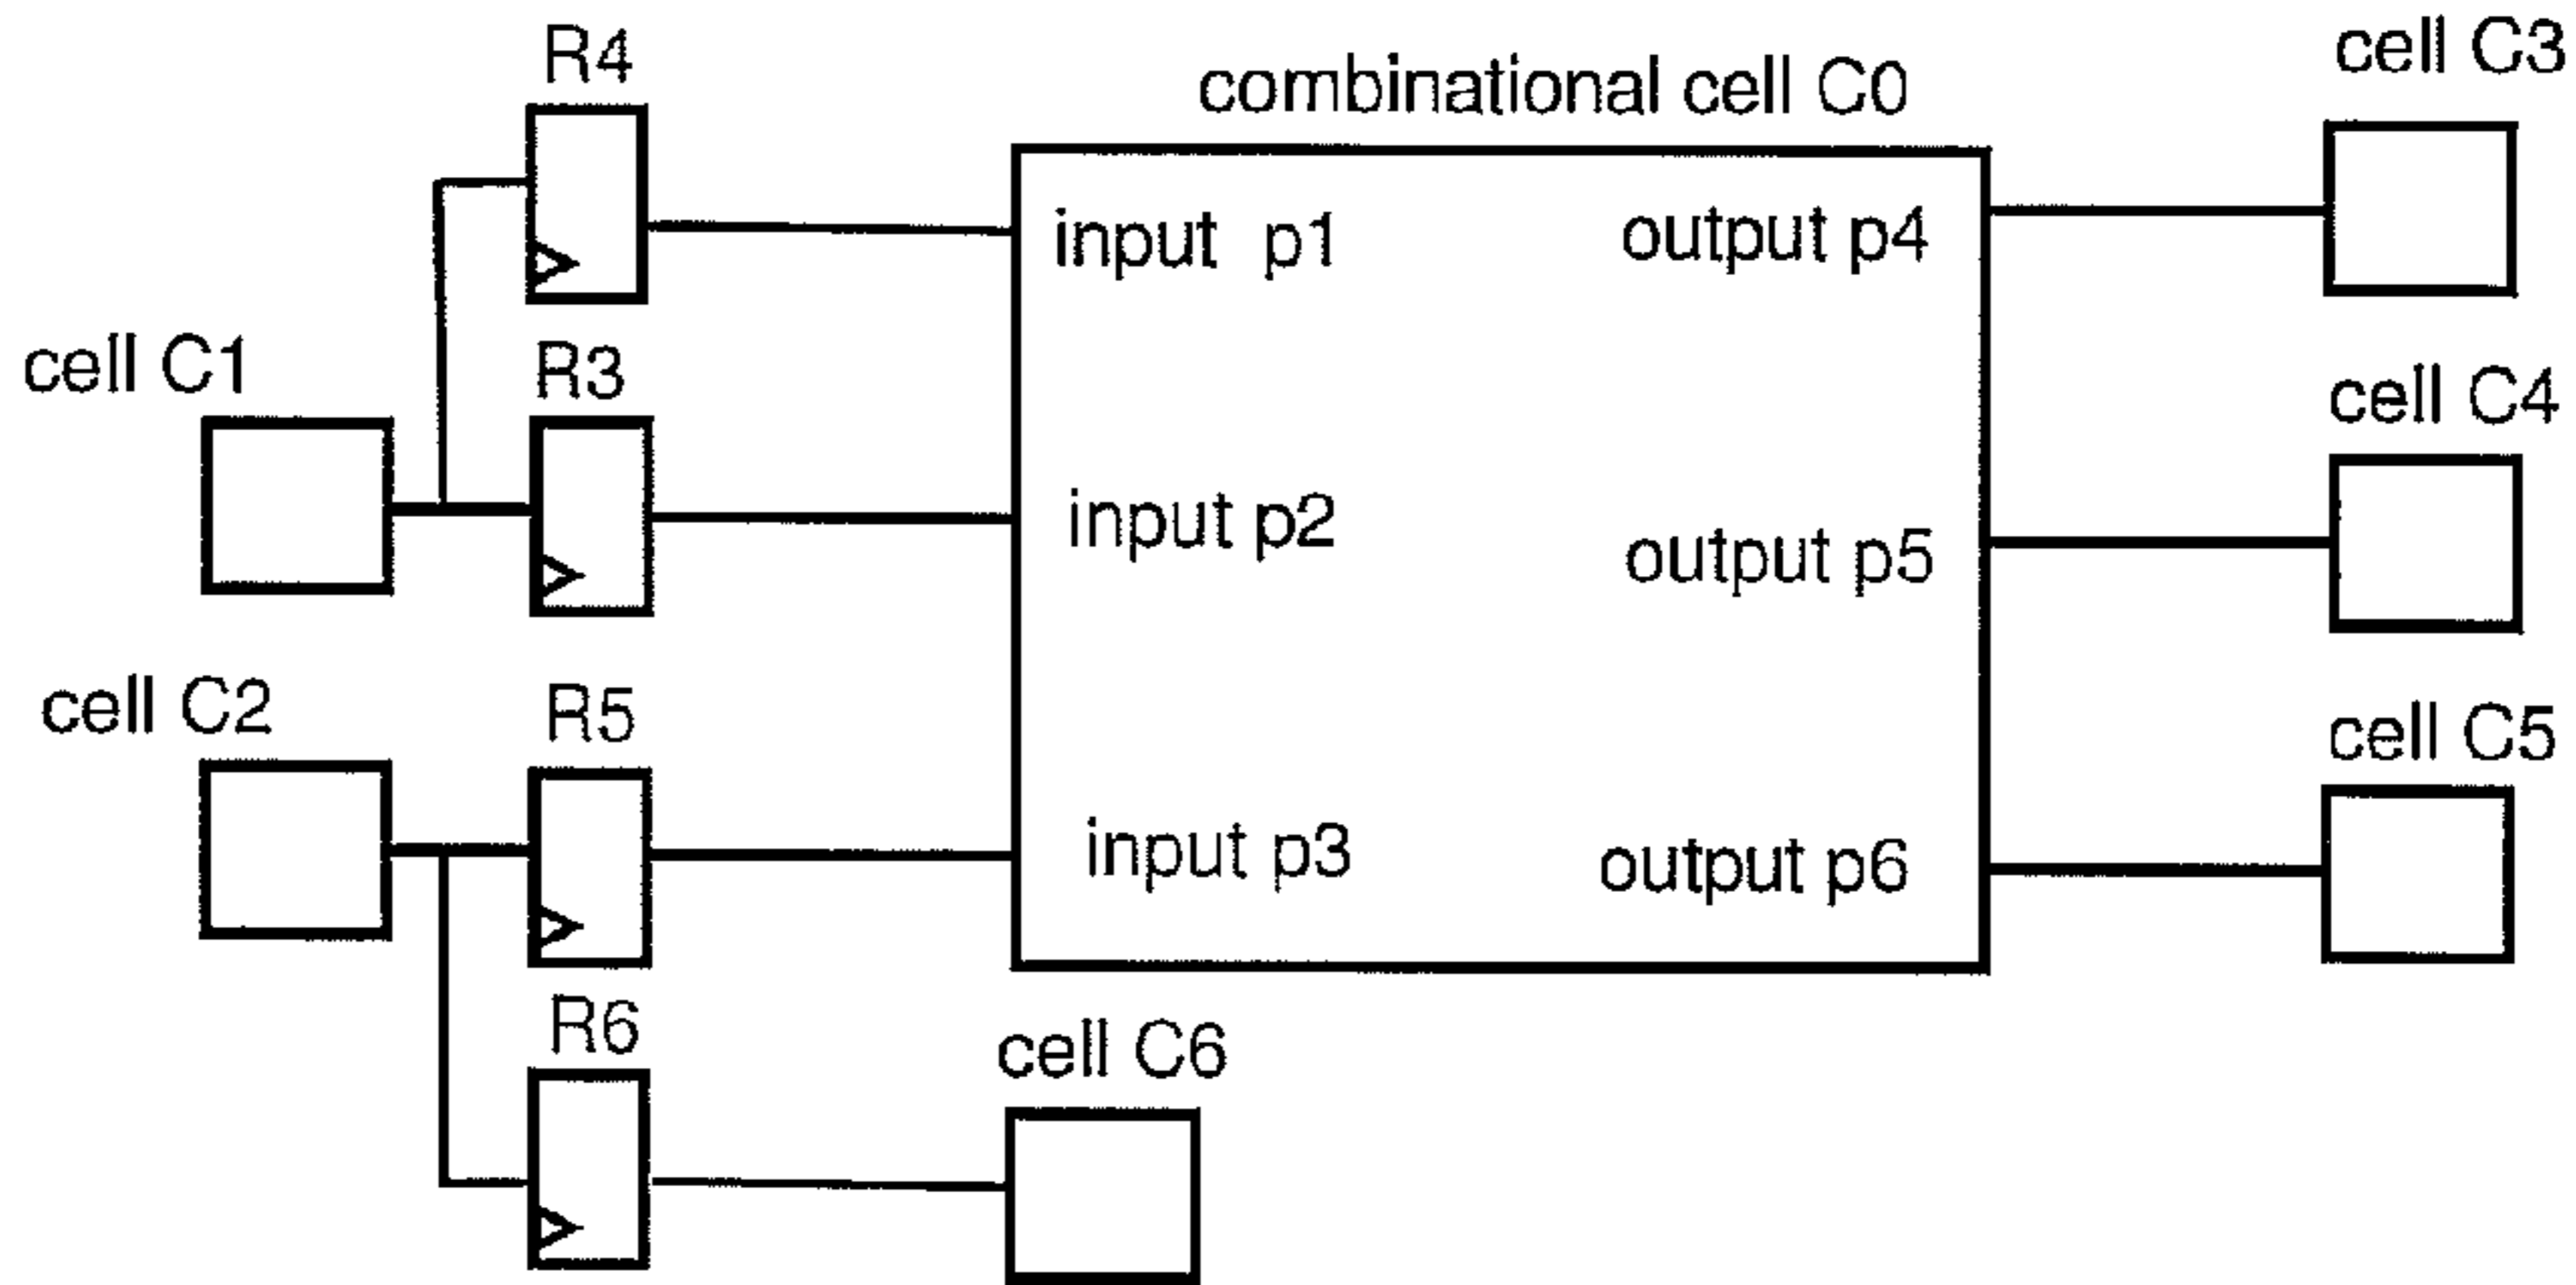 R4
combinational cell C0
cell C3
input p1
output p4
cell C1
R3
cell C4
input p2
output p5
cell C2
R5
cell C5
input p3
output p6
R6
cell C6